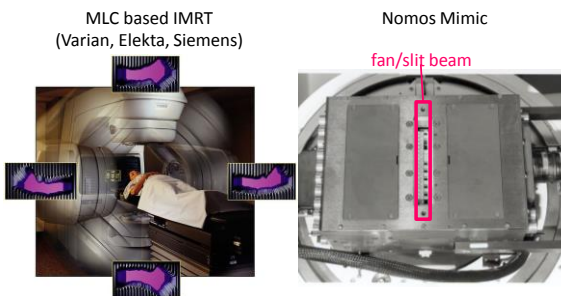 MLC based IMRT
(Varian, Elekta, Siemens)
Nomos Mimic
fan/slit beam